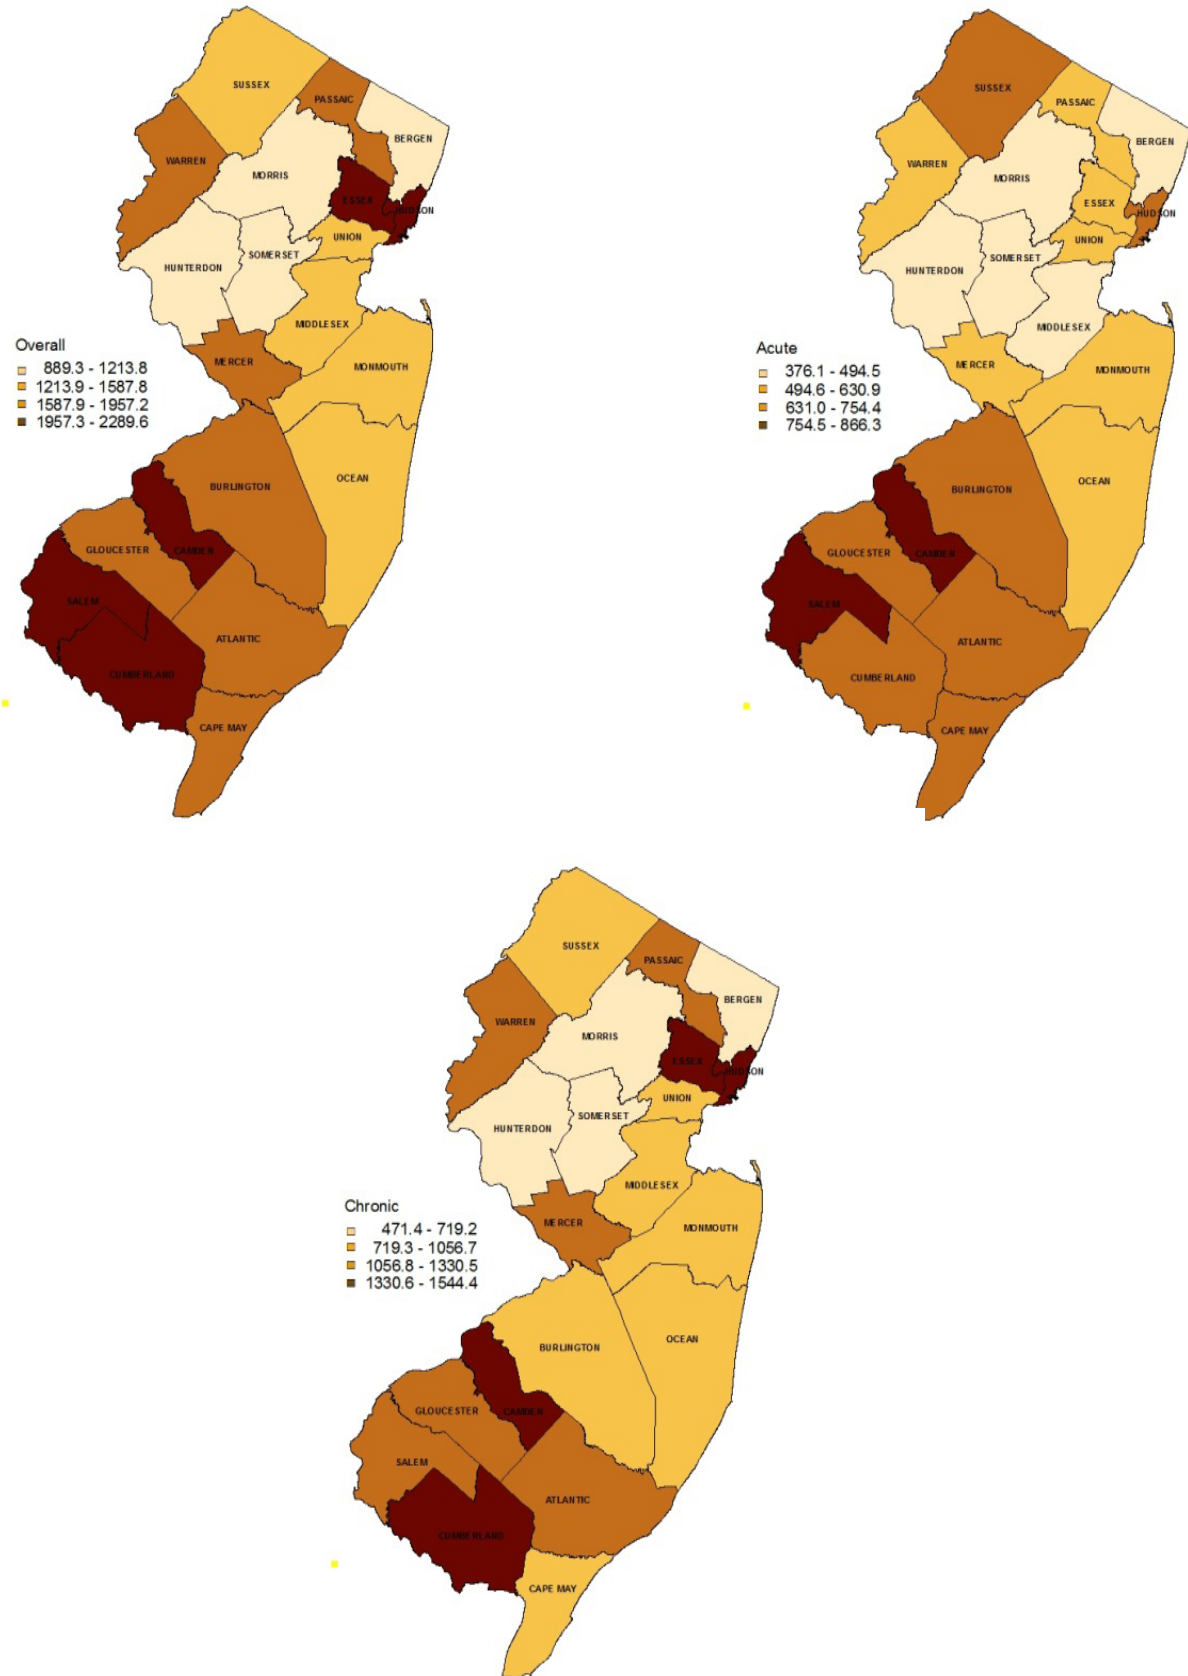 SUSSEX
PASSAIC
BERGEN
WARREN
MORRIS
ESSEX
HUDSON
UNION
SOMERSET
HUNTERDON
MIDDLESEX
MERCER
MONMOUTH
Overall
889.3 - 1213.8
1213.9 - 1587.8
1587.9 - 1957.2
1957.3 - 2289.6
OCEAN
BURLINGTON
GLOUCESTER
CAMDEN
SALEM
ATLANTIC
CUMBERLAND
CAPE MAY
SUSSEX
PASSAIC
BERGEN
WARREN
MORRIS
ESSEX
HUDSON
UNION
SOMERSET
HUNTERDON
MIDDLESEX
MERCER
MONMOUTH
Acute
376.1 - 494.5
494.6 - 630.9
631.0 - 754.4
754.5 - 866.3
OCEAN
BURLINGTON
GLOUCESTER
CAMDEN
SALEM
ATLANTIC
CUMBERLAND
CAPE MAY
SUSSEX
PASSAIC
BERGEN
WARREN
MORRIS
ESSEX
HUDSON
UNION
SOMERSET
HUNTERDON
MIDDLESEX
MERCER
MONMOUTH
Chronic
471.4 - 719.2
719.3 - 1056.7
1056.8 - 1330.5
1330.6 - 1544.4
OCEAN
BURLINGTON
GLOUCESTER
CAMDEN
SALEM
ATLANTIC
CUMBERLAND
CAPE MAY